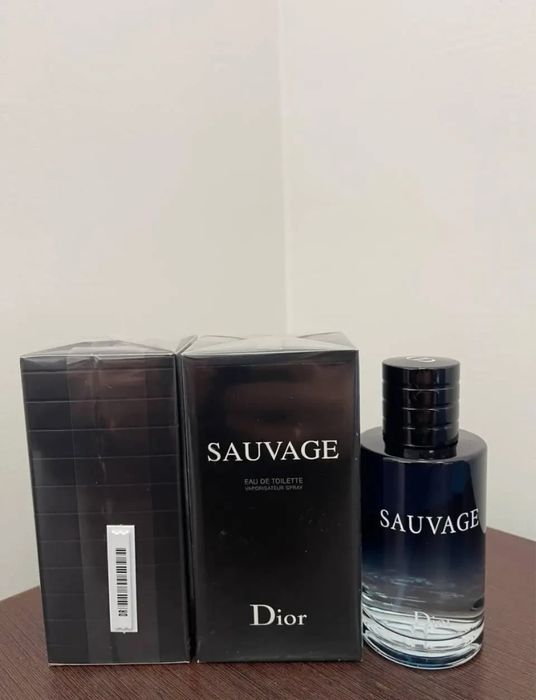 SAUVAGE
EAU DE TOILETTE
VAPORISATEUR SPRAY
Dior
SAUVAGE
Dior